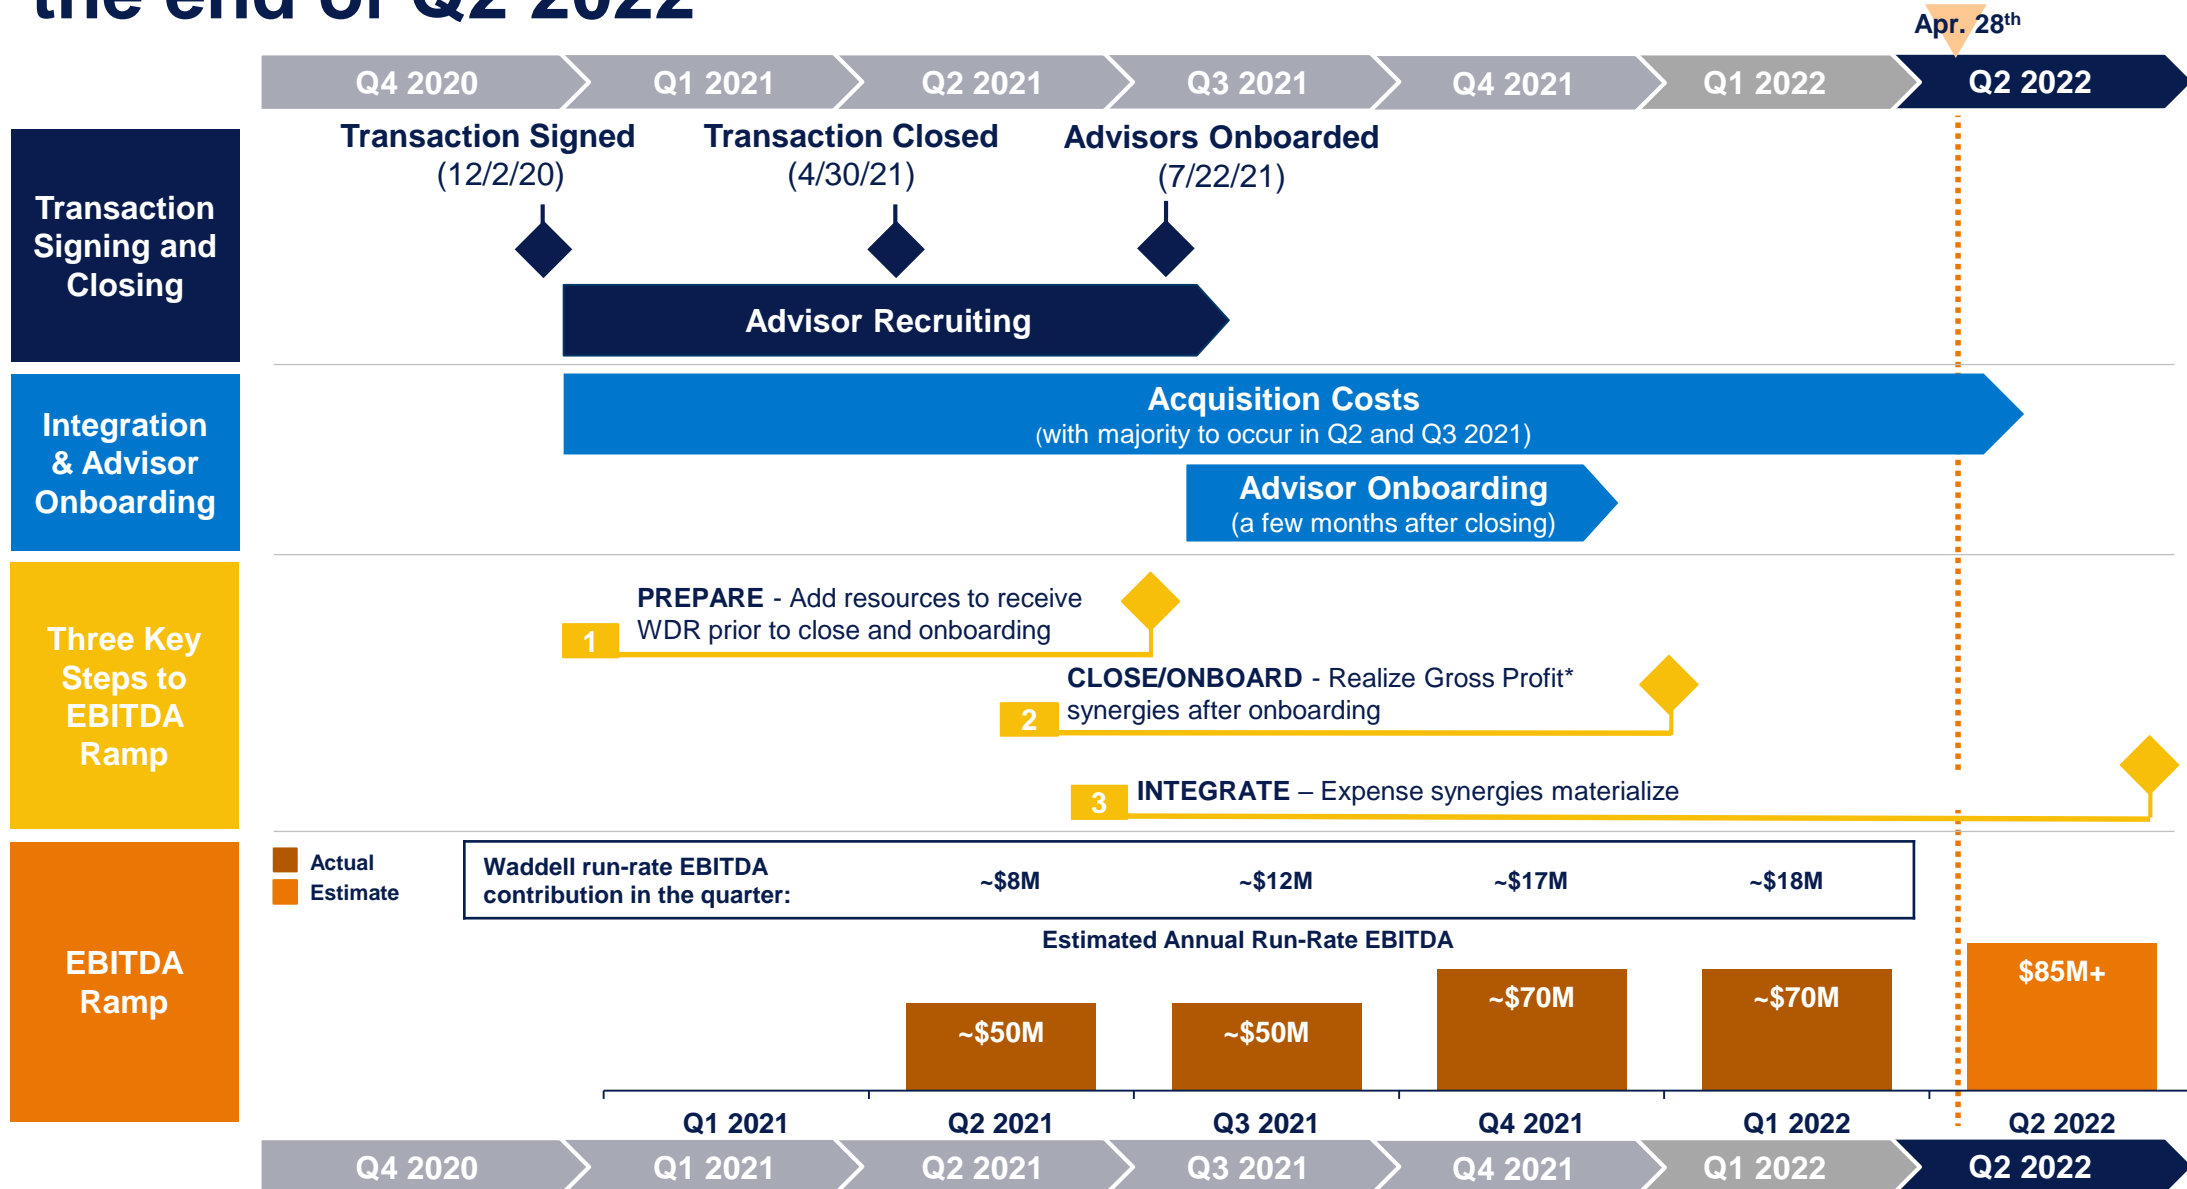 the end of Q2 2022
Apr. 28th
Q4 2020 Q1 2021 Q2 2021 Q3 2021 Q4 2021 Q1 2022 Q2 2022
Transaction Signing and Closing
Transaction Signed
(12/2/20)
Transaction Closed
(4/30/21)
Advisors Onboarded
(7/22/21)
Advisor Recruiting
Integration
& Advisor
Onboarding
Acquisition Costs
(with majority to occur in Q2 and Q3 2021)
Advisor Onboarding
(a few months after closing)
Three Key
Steps to
EBITDA
Ramp
1
PREPARE - Add resources to receive
WDR prior to close and onboarding
2
CLOSE/ONBOARD - Realize Gross Profit*
synergies after onboarding
3
INTEGRATE – Expense synergies materialize
EBITDA
Ramp
Actual
Estimate
Waddell run-rate EBITDA
contribution in the quarter:
~$8M ~$12M ~$17M ~$18M
Estimated Annual Run-Rate EBITDA
~$50M ~$50M ~$70M ~$70M $85M+
Q1 2021 Q2 2021 Q3 2021 Q4 2021 Q1 2022 Q2 2022
Q4 2020 Q1 2021 Q2 2021 Q3 2021 Q4 2021 Q1 2022 Q2 2022